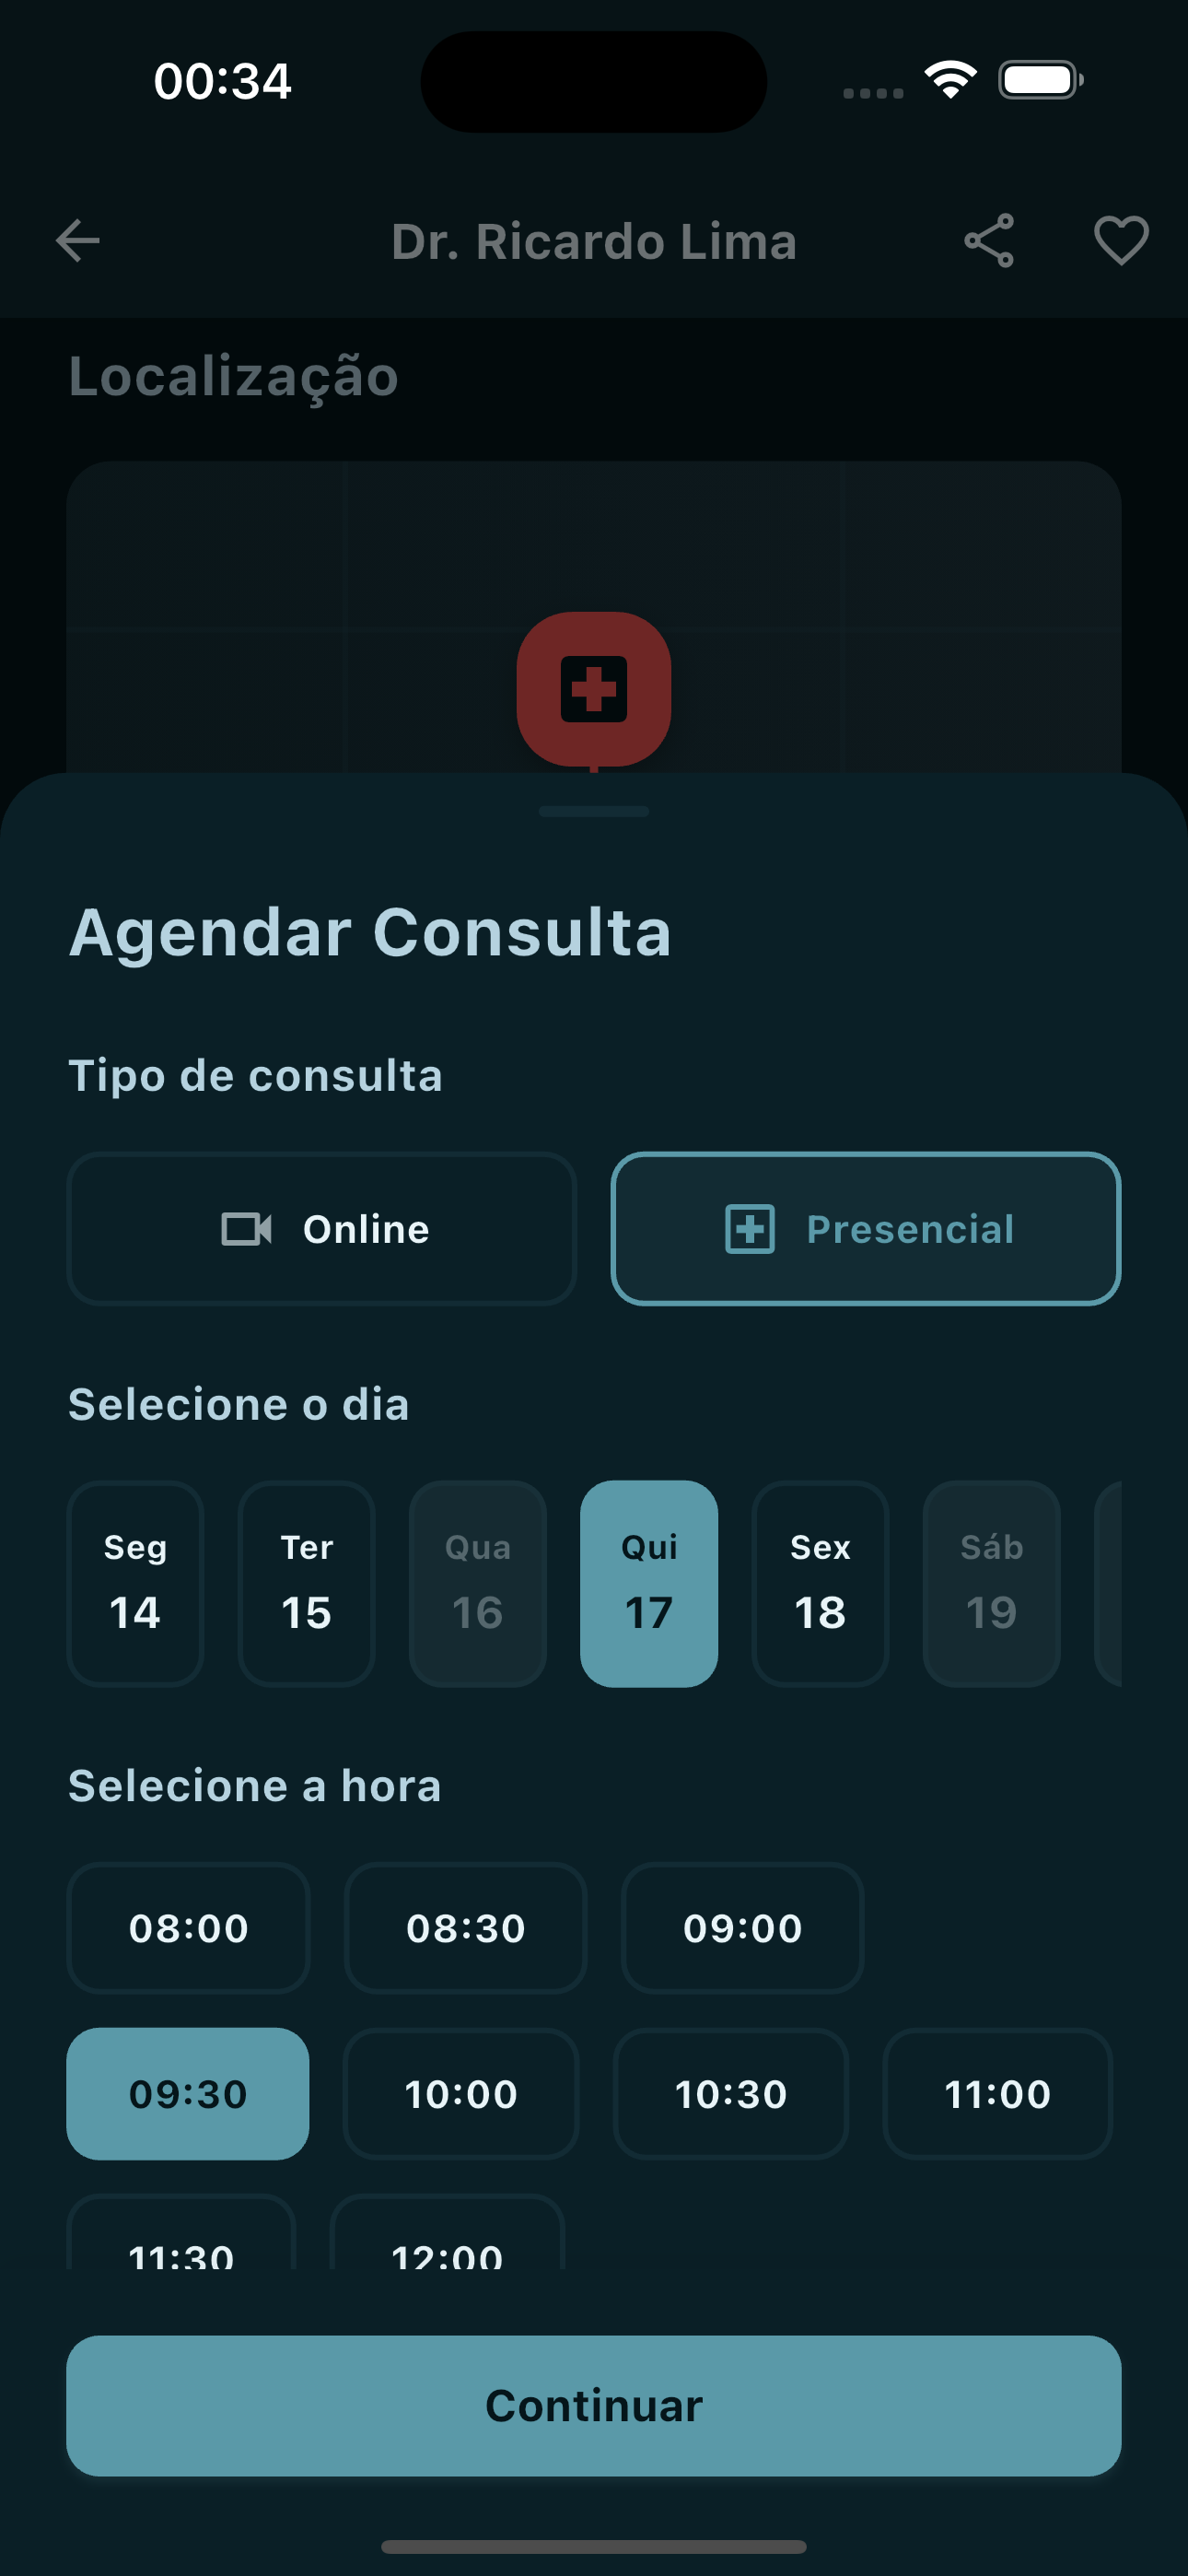 00:34
Dr. Ricardo Lima
Localização
Agendar Consulta
Tipo de consulta
Online Presencial
Selecione o dia
Seg Ter Qua Qui Sex Sáb
14 15 16 17 18 19
Selecione a hora
08:00 08:30 09:00
09:30 10:00 10:30 11:00
11:30 12:00
Continuar